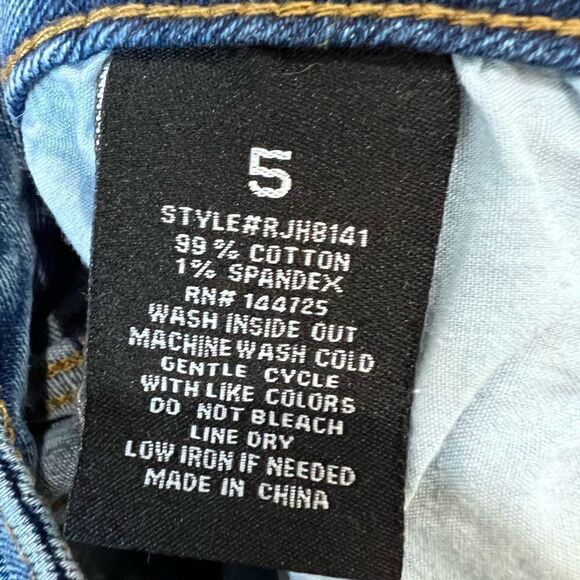 5
STYLE#RJH8141
99 % COTTON
1% SPANDEX
RN# 144725
WASH INSIDE OUT
MACHINE WASH COLD
GENTLE CYCLE
WITH LIKE COLORS
DO NOT BLEACH
LINE DRY
LOW IRON IF NEEDED
MADE IN CHINA